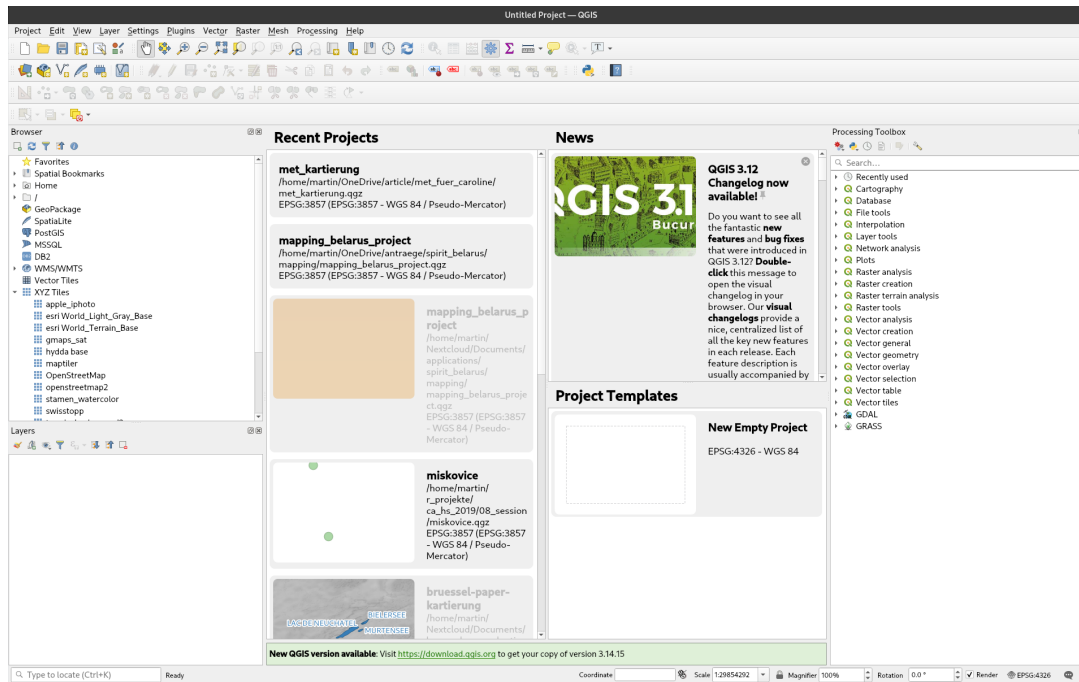 Untitled Project — QGIS
Project Edit View Layer Settings Plugins Vector Raster Mesh Processing Help
Browser
Favorites
Spatial Bookmarks
Home
/
GeoPackage
SpatiaLite
PostGIS
MSSQL
DB2
WMS/WMTS
Vector Tiles
XYZ Tiles
apple_iphoto
esri World_Light_Gray_Base
esri World_Terrain_Base
gmaps_sat
hydda base
maptiler
OpenStreetMap
openstreetmap2
stamen_watercolor
swisstopp
Layers
Recent Projects
met_kartierung
/home/martin/OneDrive/article/met_fuer_caroline/
met_kartierung.qgz
EPSG:3857 (EPSG:3857 - WGS 84 / Pseudo-Mercator)
mapping_belarus_project
/home/martin/OneDrive/antraege/spirit_belarus/
mapping/mapping_belarus_project.qgz
EPSG:3857 (EPSG:3857 - WGS 84 / Pseudo-Mercator)
mapping_belarus_p
roject
/home/martin/
Nextcloud/Documents/
applications/
spirit_belarus/
mapping/
mapping_belarus_proje
ct.qgz
EPSG:3857 (EPSG:3857
- WGS 84 / Pseudo-
Mercator)
miskovice
/home/martin/
r_projekte/
ca_hs_2019/08_session
/miskovice.qgz
EPSG:3857 (EPSG:3857
- WGS 84 / Pseudo-
Mercator)
BIELERSEE
LAC DE NEUCHATEL
MURTENSEE
bruessel-paper-
kartierung
/home/martin/
Nextcloud/Documents/
News
QGIS 3.1
Bucur
QGIS 3.12
Changelog now
available!
Do you want to see all
the fantastic new
features and bug fixes
that were introduced in
QGIS 3.12? Double-
click this message to
open the visual
changelog in your
browser. Our visual
changelogs provide a
nice, centralized list of
all the key new features
in each release. Each
feature description is
usually accompanied by
Project Templates
New Empty Project
EPSG:4326 - WGS 84
New QGIS version available: Visit https://download.qgis.org to get your copy of version 3.14.15
Processing Toolbox
Search...
Recently used
Cartography
Database
File tools
Interpolation
Layer tools
Network analysis
Plots
Raster analysis
Raster creation
Raster terrain analysis
Raster tools
Vector analysis
Vector creation
Vector general
Vector geometry
Vector overlay
Vector selection
Vector table
Vector tiles
GDAL
GRASS
Type to locate (Ctrl+K) Ready Coordinate Scale 1:29854292 Magnifier 100% Rotation 0.0 ° Render EPSG:4326